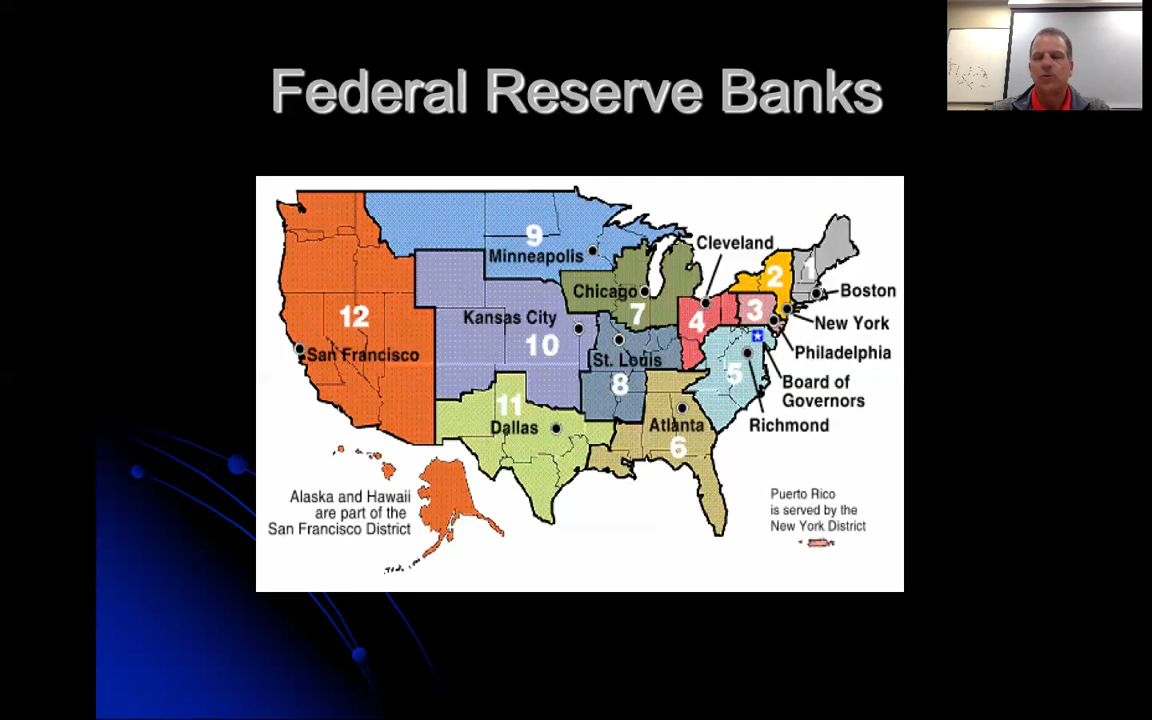 Federal Reserve Banks
Cleveland
9
Minneapolis
2
1
Chicago
Boston
12
Kansas City
7
4
3
New York
10
San Francisco
St. Louis
Philadelphia
5
8
Board of
Governors
11
Dallas
Atlanta
Richmond
6
Alaska and Hawaii
are part of the
San Francisco District
Puerto Rico
is served by the
New York District